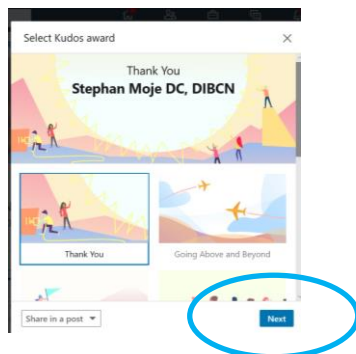 Select Kudos award
Thank You
Stephan Moje DC, DIBCN
Thank You
Going Above and Beyond
Share in a post
Next